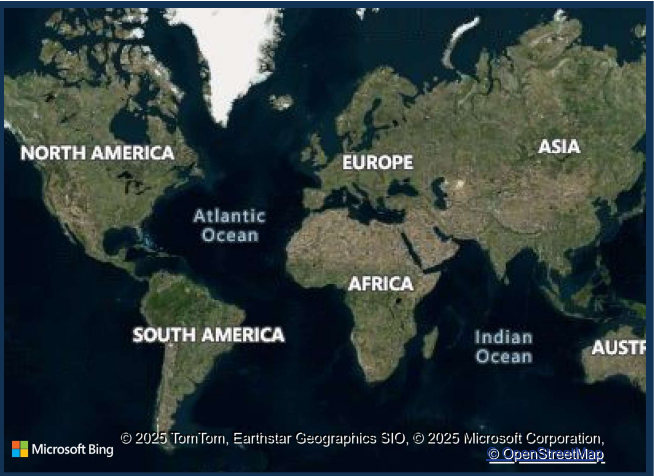 NORTH AMERICA
EUROPE
ASIA
Atlantic
Ocean
AFRICA
SOUTH AMERICA
Indian
Ocean
AUSTR
Microsoft Bing
© 2025 TomTom, Earthstar Geographics SIO, © 2025 Microsoft Corporation,
© OpenStreetMap